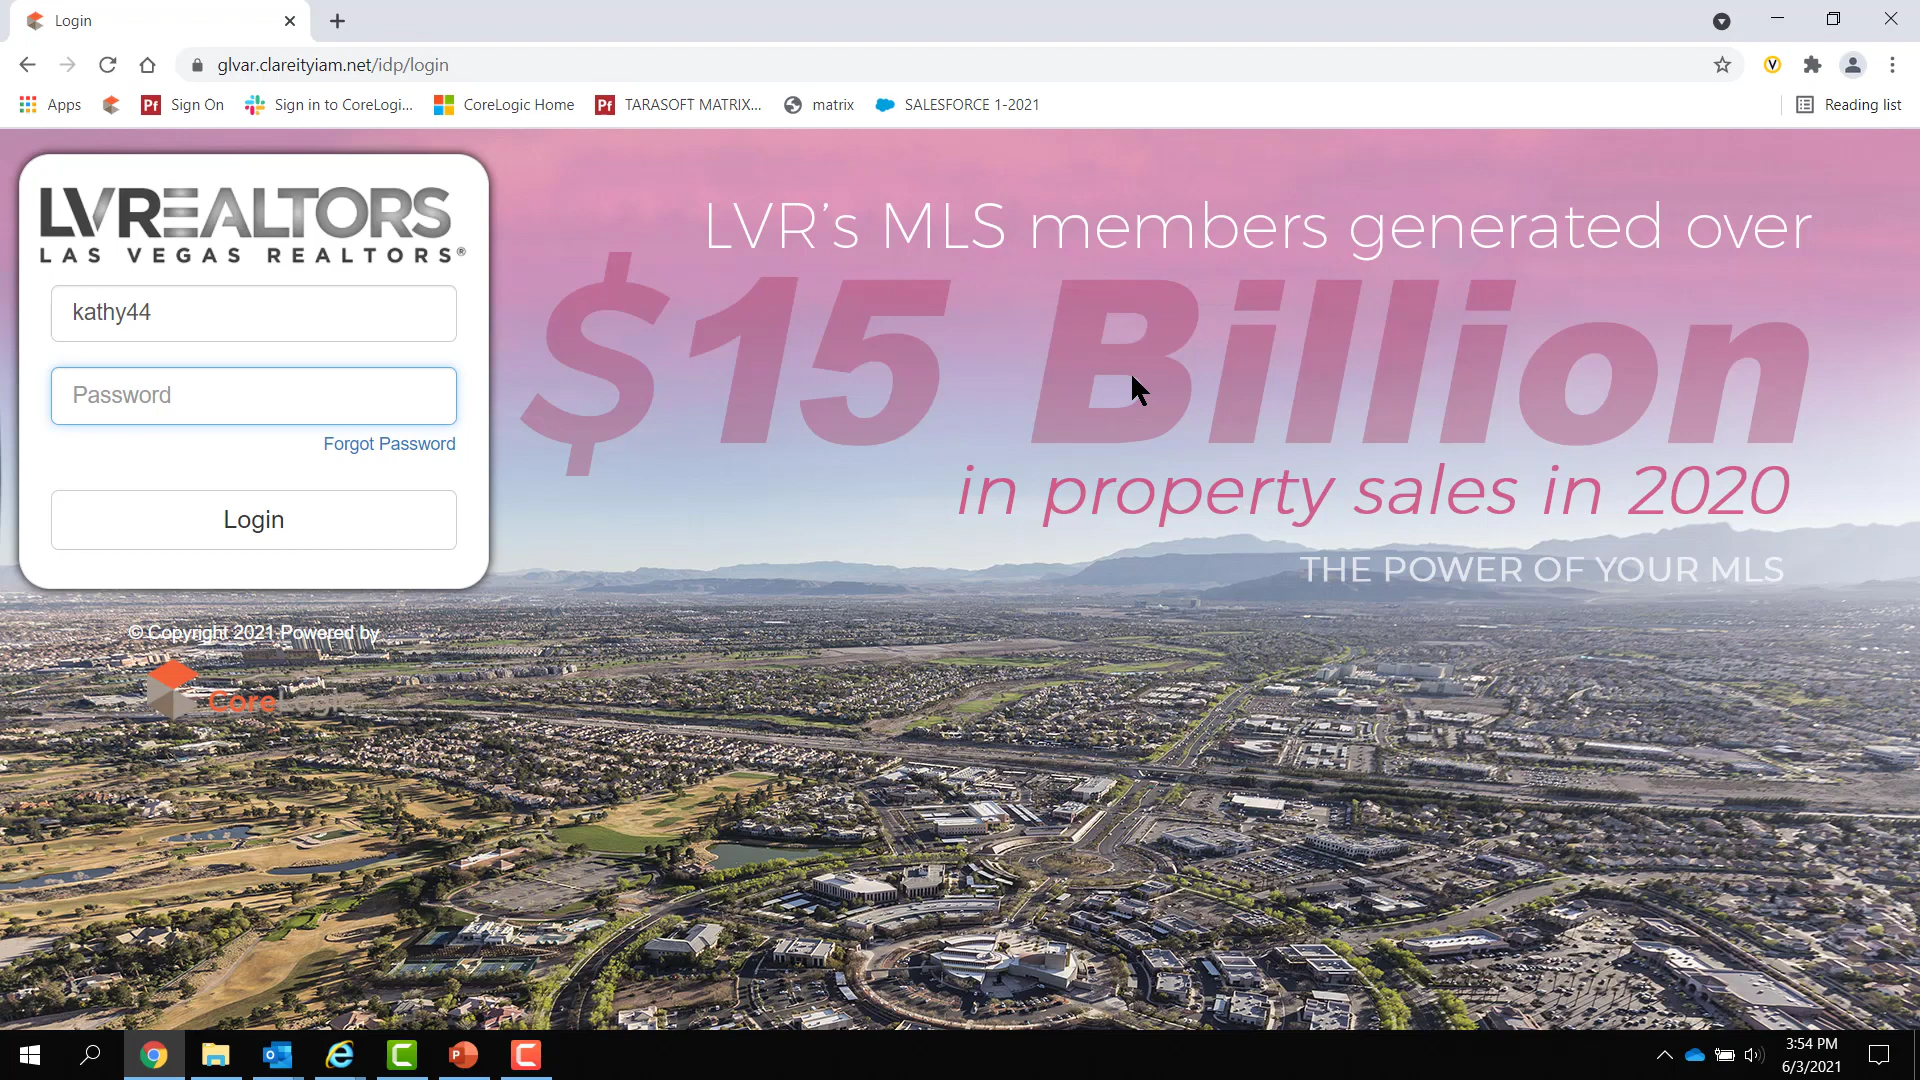 Login
glvar.clareityiam.net/idp/login
Apps
Pf Sign On
Sign in to CoreLogi...
CoreLogic Home
Pf TARASOFT MATRIX...
matrix
SALESFORCE 1-2021
Reading list
LVREALTORS
LAS VEGAS REALTORS®
kathy44
Password
Forgot Password
Login
LVR's MLS members generated over
$15 Billion
in property sales in 2020
THE POWER OF YOUR MLS
© Copyright 2021 Powered by
CoreLogic
3:54 PM
6/3/2021